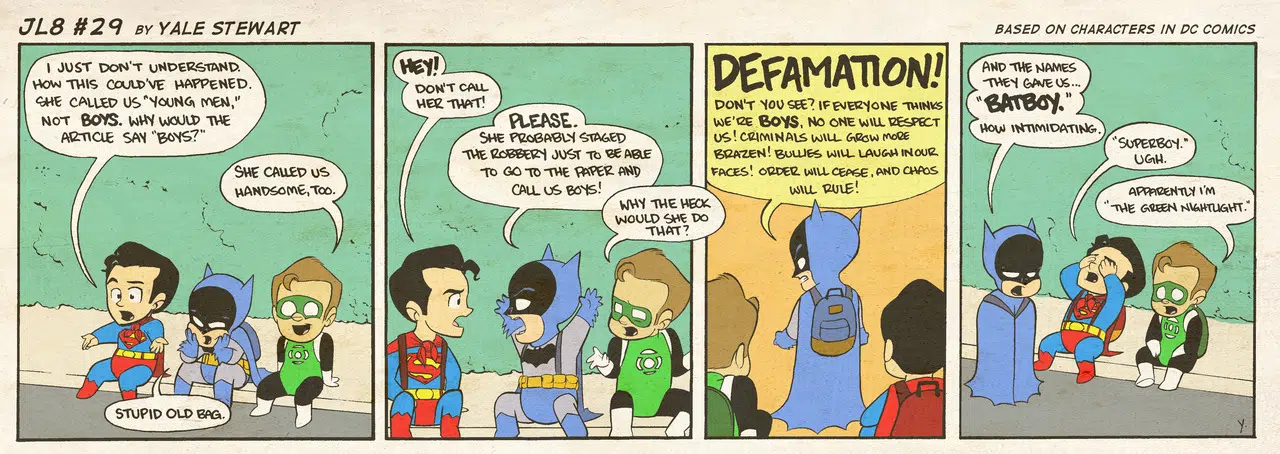 JL8 #29 BY YALE STEWART
BASED ON CHARACTERS IN DC COMICS
I JUST DON'T UNDERSTAND
HOW THIS COULD'VE HAPPENED.
SHE CALLED US "YOUNG MEN,"
NOT BOYS. WHY WOULD THE
ARTICLE SAY "BOYS?"
SHE CALLED US
HANDSOME, TOO.
STUPID OLD BAG.
HEY!
DON'T CALL
HER THAT!
PLEASE.
SHE PROBABLY STAGED
THE ROBBERY JUST TO BE ABLE
TO GO TO THE PAPER AND
CALL US BOYS!
WHY THE HECK
WOULD SHE DO
THAT?
DEFAMATION!
DON'T YOU SEE? IF EVERYONE THINKS
WE'RE BOYS, NO ONE WILL RESPECT
US! CRIMINALS WILL GROW MORE
BRAZEN! BULLIES WILL LAUGH IN OUR
FACES! ORDER WILL CEASE, AND CHAOS
WILL RULE!
AND THE NAMES
THEY GAVE US...
"BATBOY."
HOW INTIMIDATING.
"SUPERBOY."
UGH.
APPARENTLY I'M
"THE GREEN NIGHTLIGHT."
Y.